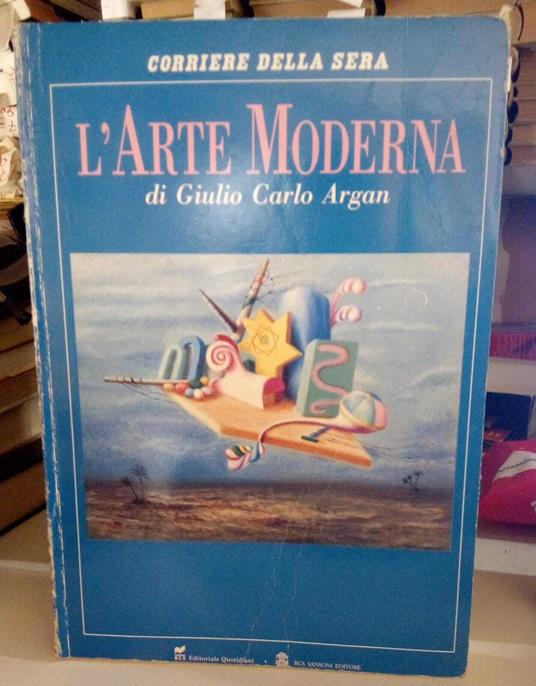 CORRIERE DELLA SERA
L'ARTE MODERNA
di Giulio Carlo Argan
Editoriale Quotidiani
RCS SANSONI EDITORE